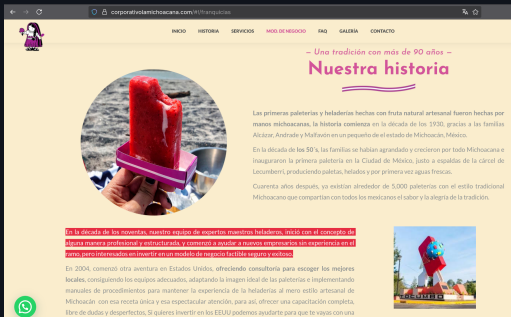 corporativolamichoacana.com/#!/franquicias
INICIO HISTORIA SERVICIOS MOD. DE NEGOCIO FAQ GALERÍA CONTACTO
— Una tradición con más de 90 años —
Nuestra historia
Las primeras paleterías y heladerías hechas con fruta natural artesanal fueron hechas por
manos michoacanas, la historia comienza en la década de los 1930, gracias a las familias
Alcázar, Andrade y Malfavón en un pequeño de el estado de Michoacán, México.
En la década de los 50´s, las familias se habían agrandado y crecieron por todo Michoacana e
inauguraron la primera paletería en la Ciudad de México, justo a espaldas de la cárcel de
Lecumberri, produciendo paletas, helados y por primera vez aguas frescas.
Cuarenta años después, ya existían alrededor de 5,000 paleterías con el estilo tradicional
Michoacano que compartían con todos los mexicanos el sabor y la alegría de la tradición.
En la década de los noventas, nuestro equipo de expertos maestros heladeros, inició con el concepto de
alguna manera profesional y estructurada, y comenzó a ayudar a nuevos empresarios sin experiencia en el
ramo, pero interesados en invertir en un modelo de negocio factible seguro y exitoso.
En 2004, comenzó otra aventura en Estados Unidos, ofreciendo consultoría para escoger los mejores
locales, consiguiendo los equipos adecuados, adaptando la imagen ideal de las paleterías e implementando
manuales de procedimientos para mantener la experiencia de la heladerías al mero estilo artesanal de
Michoacán con esa receta única y esa espectacular atención, para así, ofrecer una capacitación completa,
libre de dudas y desperfectos. Si quieres invertir en los EEUU podemos ayudarte para que te vayas con una